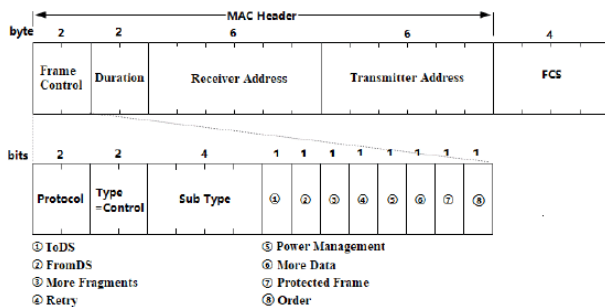 MAC Header
byte 2 2 6 6 4
Frame Control Duration Receiver Address Transmitter Address FCS
bits 2 2 4 1 1 1 1 1 1 1 1
Protocol Type =Control Sub Type ① ② ③ ④ ⑤ ⑥ ⑦ ⑧
① ToDS ⑤ Power Management
② FromDS ⑥ More Data
③ More Fragments ⑦ Protected Frame
④ Retry ⑧ Order